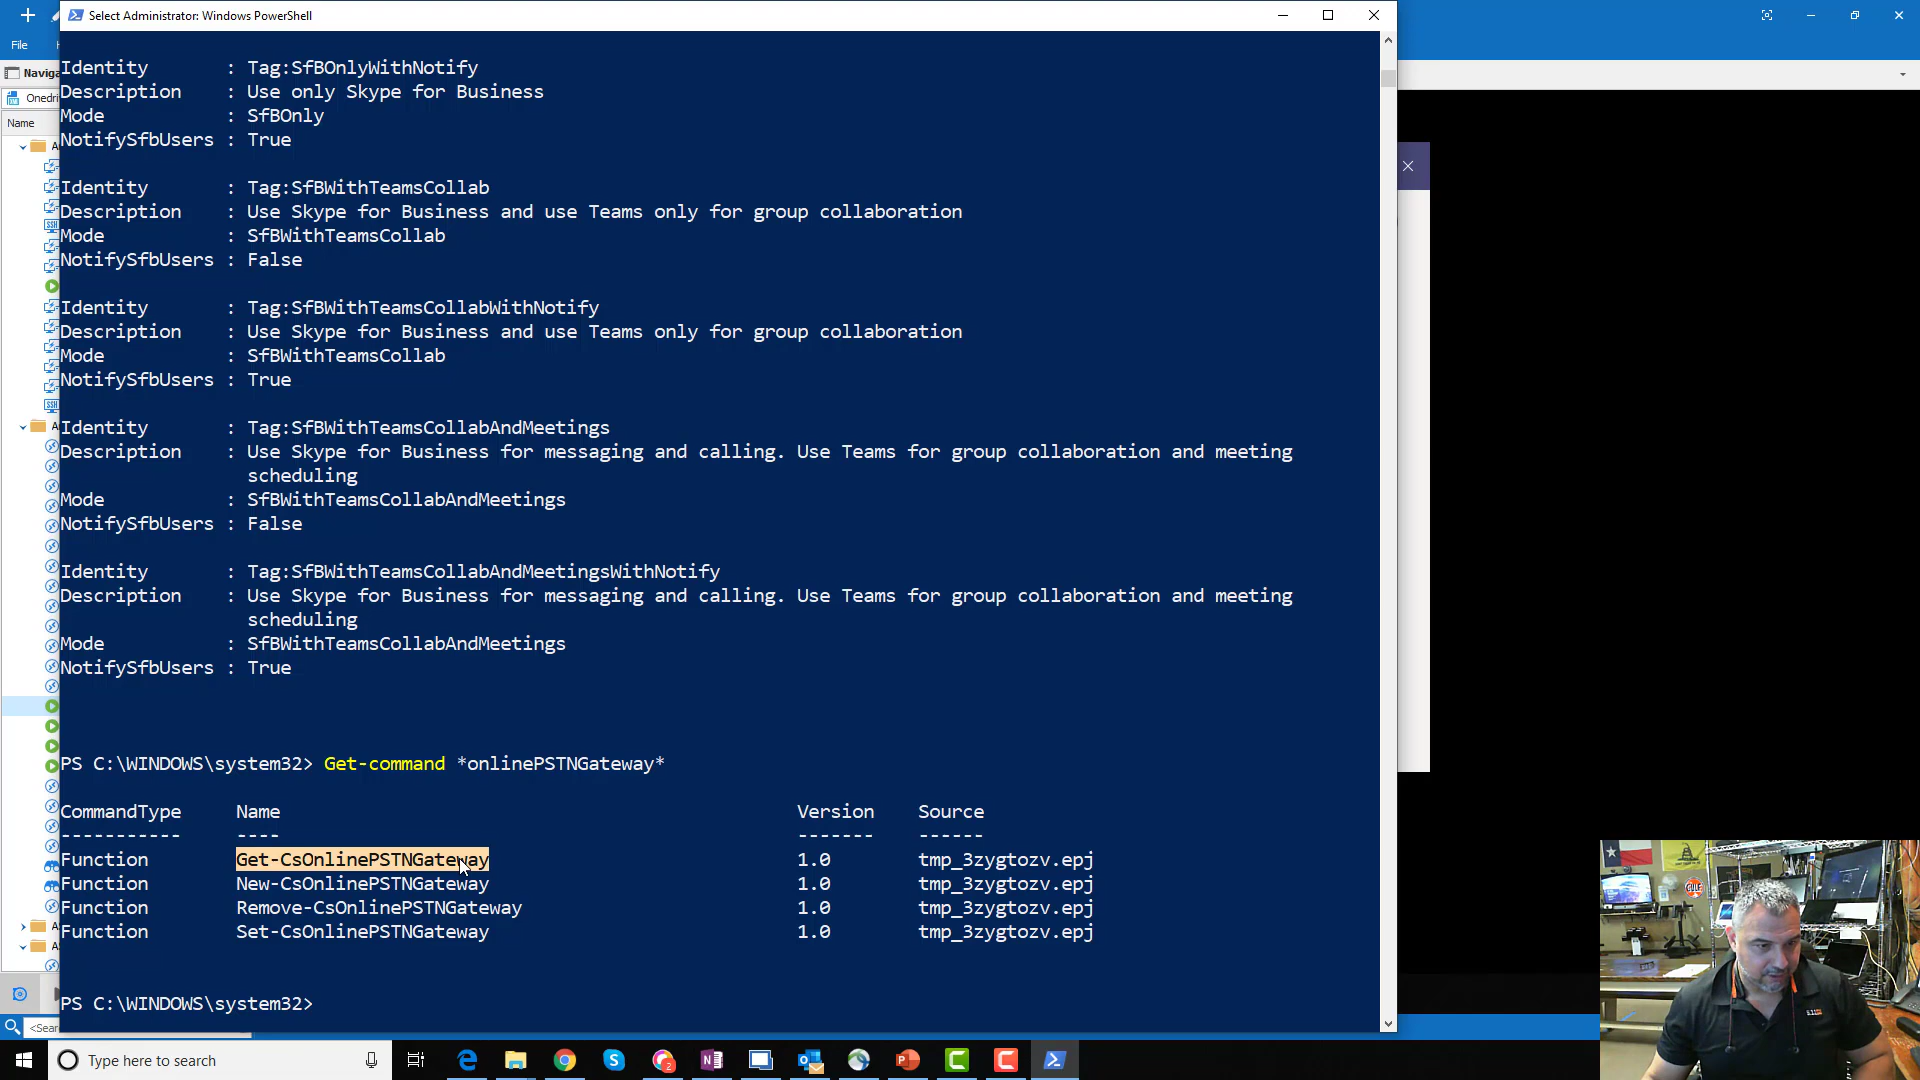 Select Administrator: Windows PowerShell
File
Naviga
Onedri
Name
Identity : Tag:SfBOnlyWithNotify
Description : Use only Skype for Business
Mode : SfBOnly
NotifySfbUsers : True
Identity : Tag:SfBWithTeamsCollab
Description : Use Skype for Business and use Teams only for group collaboration
Mode : SfBWithTeamsCollab
NotifySfbUsers : False
Identity : Tag:SfBWithTeamsCollabWithNotify
Description : Use Skype for Business and use Teams only for group collaboration
Mode : SfBWithTeamsCollab
NotifySfbUsers : True
Identity : Tag:SfBWithTeamsCollabAndMeetings
Description : Use Skype for Business for messaging and calling. Use Teams for group collaboration and meeting
scheduling
Mode : SfBWithTeamsCollabAndMeetings
NotifySfbUsers : False
Identity : Tag:SfBWithTeamsCollabAndMeetingsWithNotify
Description : Use Skype for Business for messaging and calling. Use Teams for group collaboration and meeting
scheduling
Mode : SfBWithTeamsCollabAndMeetings
NotifySfbUsers : True
PS C:\WINDOWS\system32> Get-command *onlinePSTNGateway*
CommandType Name Version Source
----------- ---- ------- ------
Function Get-CsOnlinePSTNGateway 1.0 tmp_3zygtozv.epj
Function New-CsOnlinePSTNGateway 1.0 tmp_3zygtozv.epj
Function Remove-CsOnlinePSTNGateway 1.0 tmp_3zygtozv.epj
Function Set-CsOnlinePSTNGateway 1.0 tmp_3zygtozv.epj
PS C:\WINDOWS\system32>
<Sear
Type here to search